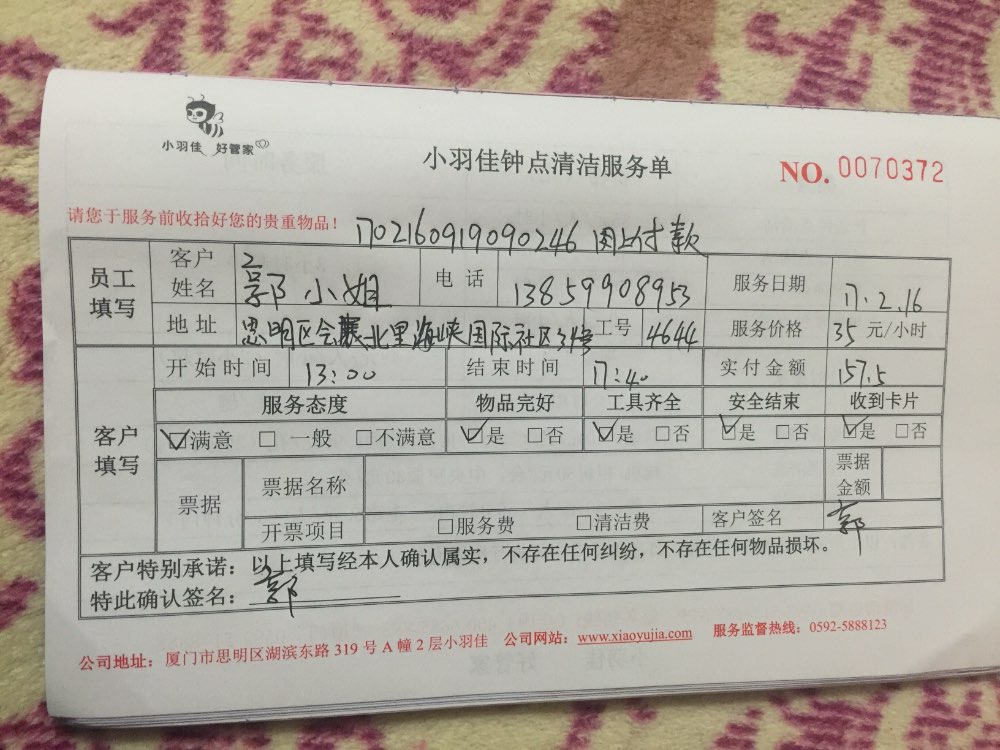 小羽佳 好管家
小羽佳钟点清洁服务单
NO. 0070372
请您于服务前收拾好您的贵重物品！
1702160919090246 网上付款
员工填写 客户姓名 郭小姐 电话 13859908953 服务日期 17.2.16
地址 思明区会展北里海峡国际社区34号 工号 4644 服务价格 35 元/小时
客户填写 开始时间 13:00 结束时间 17:40 实付金额 157.5
服务态度 物品完好 工具齐全 安全结束 收到卡片
☑满意 □ 一般 □不满意 ☑是 □否 ☑是 □否 ☑是 □否 ☑是 □否
票据 票据名称 票据金额
开票项目 □服务费 □清洁费 客户签名 郭
客户特别承诺：以上填写经本人确认属实，不存在任何纠纷，不存在任何物品损坏。
特此确认签名：郭
公司地址：厦门市思明区湖滨东路 319 号 A 幢 2 层小羽佳 公司网站：www.xiaoyujia.com 服务监督热线：0592-5888123